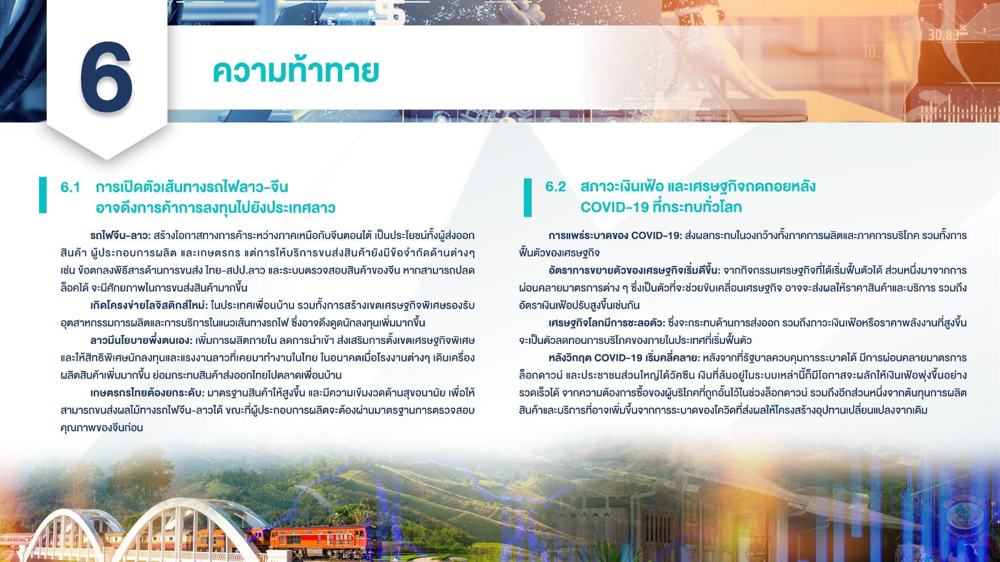 6
ความท้าทาย
30.83
10.73
6.1 การเปิดตัวเส้นทางรถไฟลาว-จีน
อาจดึงการค้าการลงทุนไปยังประเทศลาว
รถไฟจีน-ลาว: สร้างโอกาสทางการค้าระหว่างภาคเหนือกับจีนตอนใต้ เป็นประโยชน์ทั้งผู้ส่งออก
สินค้า ผู้ประกอบการผลิต และเกษตรกร แต่การให้บริการขนส่งสินค้ายังมีข้อจำกัดด้านต่างๆ
เช่น ข้อตกลงพิธีสารด้านการขนส่ง ไทย-สปป.ลาว และระบบตรวจสอบสินค้าของจีน หากสามารถปลด
ล็อคได้ จะมีศักยภาพในการขนส่งสินค้ามากขึ้น
เกิดโครงข่ายโลจิสติกส์ใหม่: ในประเทศเพื่อนบ้าน รวมทั้งการสร้างเขตเศรษฐกิจพิเศษรองรับ
อุตสาหกรรมการผลิตและการบริการในแนวเส้นทางรถไฟ ซึ่งอาจดึงดูดนักลงทุนเพิ่มมากขึ้น
ลาวมีนโยบายพึ่งตนเอง: เพิ่มการผลิตภายใน ลดการนำเข้า ส่งเสริมการตั้งเขตเศรษฐกิจพิเศษ
และให้สิทธิพิเศษนักลงทุนและแรงงานลาวที่เคยมาทำงานในไทย ในอนาคตเมื่อโรงงานต่างๆ เดินเครื่อง
ผลิตสินค้าเพิ่มมากขึ้น ย่อมกระทบสินค้าส่งออกไทยไปตลาดเพื่อนบ้าน
เกษตรกรไทยต้องยกระดับ: มาตรฐานสินค้าให้สูงขึ้น และมีความเข้มงวดด้านสุขอนามัย เพื่อให้
สามารถขนส่งผลไม้ทางรถไฟจีน-ลาวได้ ขณะที่ผู้ประกอบการผลิตจะต้องผ่านมาตรฐานการตรวจสอบ
คุณภาพของจีนก่อน
6.2 สภาวะเงินเฟ้อ และเศรษฐกิจถดถอยหลัง
COVID-19 ที่กระทบทั่วโลก
การแพร่ระบาดของ COVID-19: ส่งผลกระทบในวงกว้างทั้งภาคการผลิตและภาคการบริโภค รวมทั้งการ
ฟื้นตัวของเศรษฐกิจ
อัตราการขยายตัวของเศรษฐกิจเริ่มดีขึ้น: จากกิจกรรมเศรษฐกิจที่ได้เริ่มฟื้นตัวได้ ส่วนหนึ่งมาจากการ
ผ่อนคลายมาตรการต่าง ๆ ซึ่งเป็นตัวที่จะช่วยขับเคลื่อนเศรษฐกิจ อาจจะส่งผลให้ราคาสินค้าและบริการ รวมถึง
อัตราเงินเฟ้อปรับสูงขึ้นเช่นกัน
เศรษฐกิจโลกมีการชะลอตัว: ซึ่งจะกระทบด้านการส่งออก รวมถึงภาวะเงินเฟ้อหรือราคาพลังงานที่สูงขึ้น
จะเป็นตัวลดทอนการบริโภคของภายในประเทศที่เริ่มฟื้นตัว
หลังวิกฤต COVID-19 เริ่มคลี่คลาย: หลังจากที่รัฐบาลควบคุมการระบาดได้ มีการผ่อนคลายมาตรการ
ล็อกดาวน์ และประชาชนส่วนใหญ่ได้วัคซีน เงินที่ล้นอยู่ในระบบเหล่านี้ก็มีโอกาสจะผลักให้เงินเฟ้อพุ่งขึ้นอย่าง
รวดเร็วได้ จากความต้องการซื้อของผู้บริโภคที่ถูกอั้นไว้ในช่วงล็อกดาวน์ รวมถึงอีกส่วนหนึ่งจากต้นทุนการผลิต
สินค้าและบริการที่อาจเพิ่มขึ้นจากการระบาดของโควิดที่ส่งผลให้โครงสร้างอุปทานเปลี่ยนแปลงจากเดิม